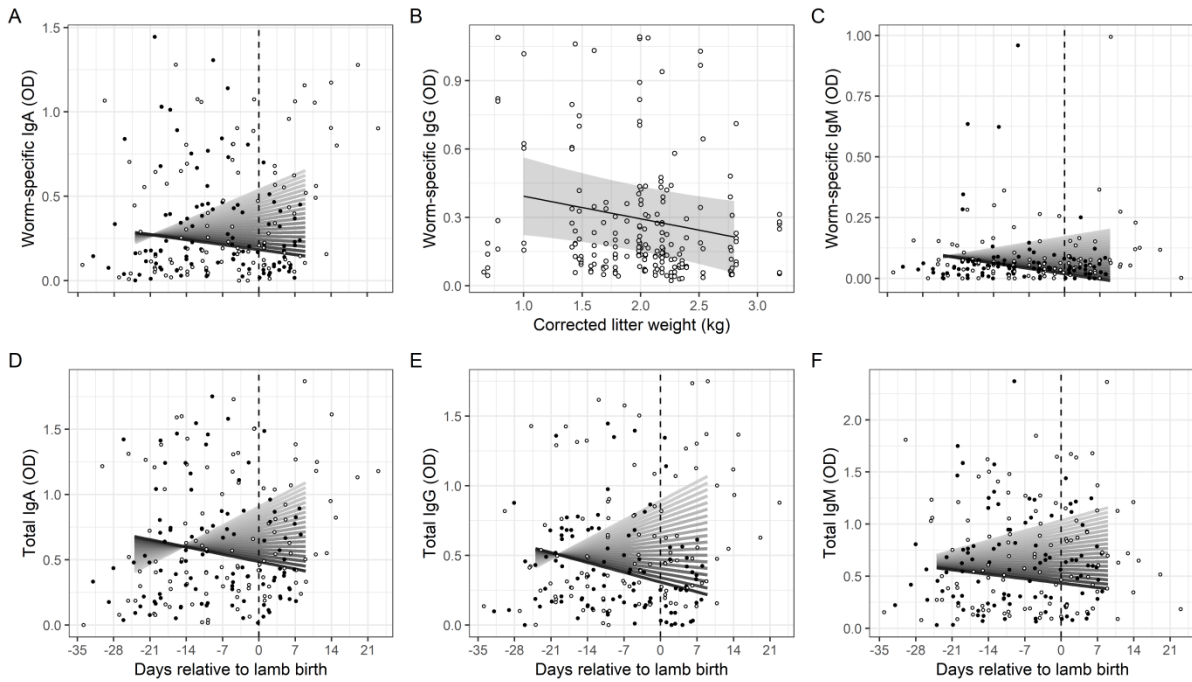 A
B
C
1.5
1.0
0.5
0.0
Worm-specific IgA (OD)
0.9
0.6
0.3
0.0
Worm-specific IgG (OD)
1.0 1.5 2.0 2.5 3.0
Corrected litter weight (kg)
1.00
0.75
0.50
0.25
0.00
Worm-specific IgM (OD)
D
E
F
1.5
1.0
0.5
0.0
Total IgA (OD)
-35 -28 -21 -14 -7 0 7 14 21
Days relative to lamb birth
1.5
1.0
0.5
0.0
Total IgG (OD)
-35 -28 -21 -14 -7 0 7 14 21
Days relative to lamb birth
2.0
1.5
1.0
0.5
0.0
Total IgM (OD)
-35 -28 -21 -14 -7 0 7 14 21
Days relative to lamb birth